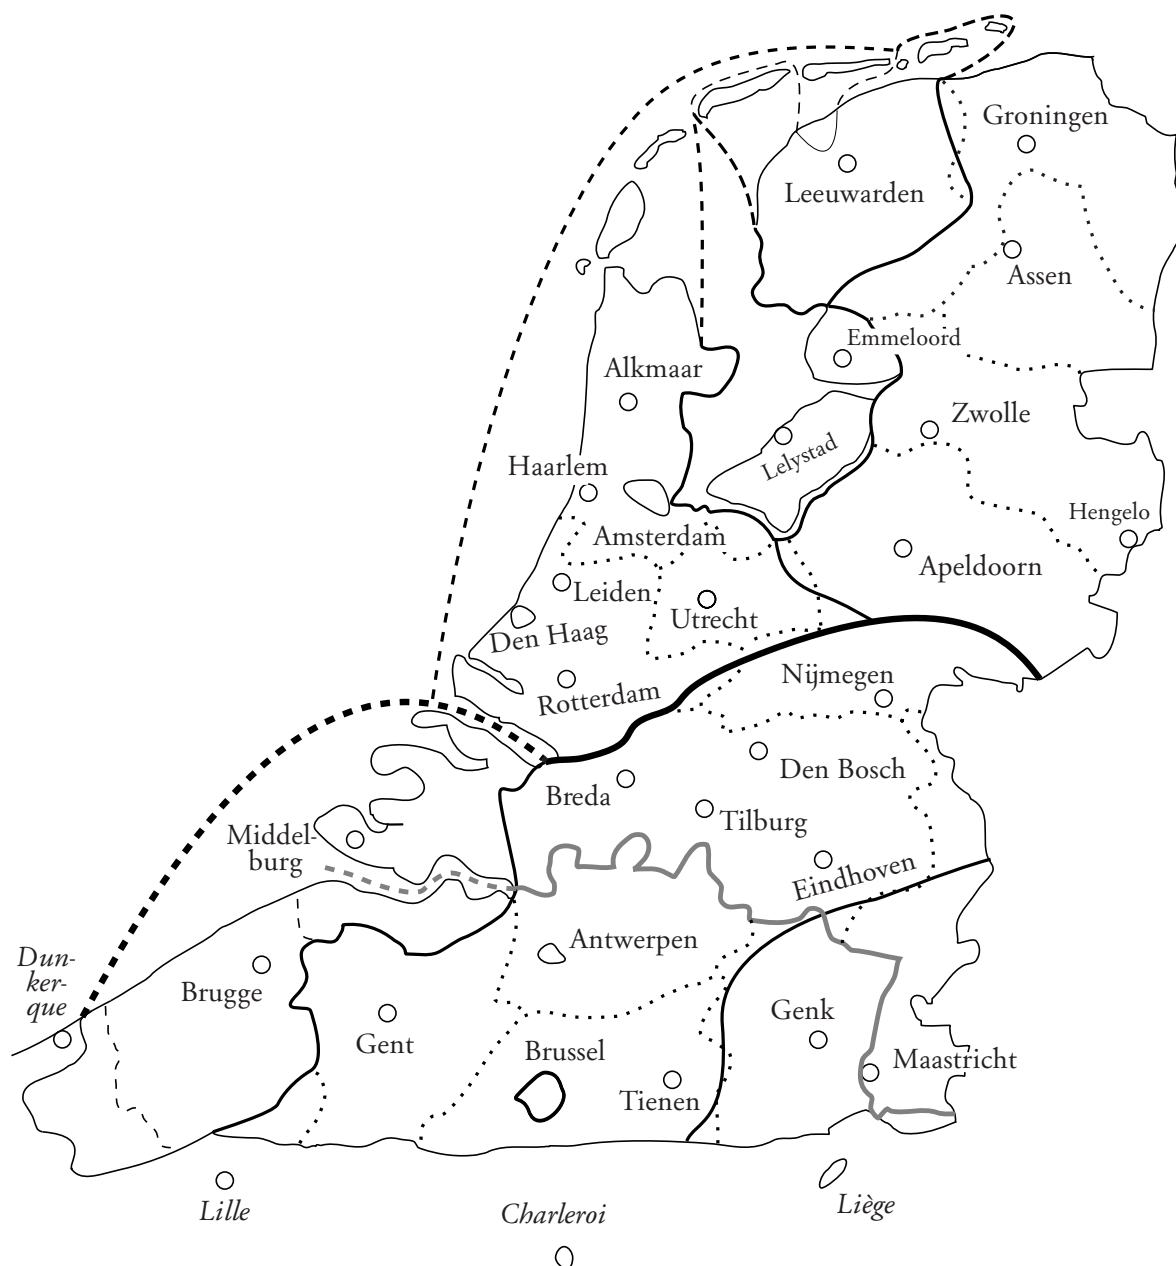 Groningen
Leeuwarden
Assen
Emmeloord
Alkmaar
Zwolle
Lelystad
Haarlem
Hengelo
Amsterdam
Apeldoorn
Leiden
Utrecht
Den Haag
Nijmegen
Rotterdam
Den Bosch
Breda
Tilburg
Middel-
burg
Eindhoven
Antwerpen
Dun-
ker-
que
Brugge
Genk
Gent
Brussel
Maastricht
Tienen
Lille
Charleroi
Liège